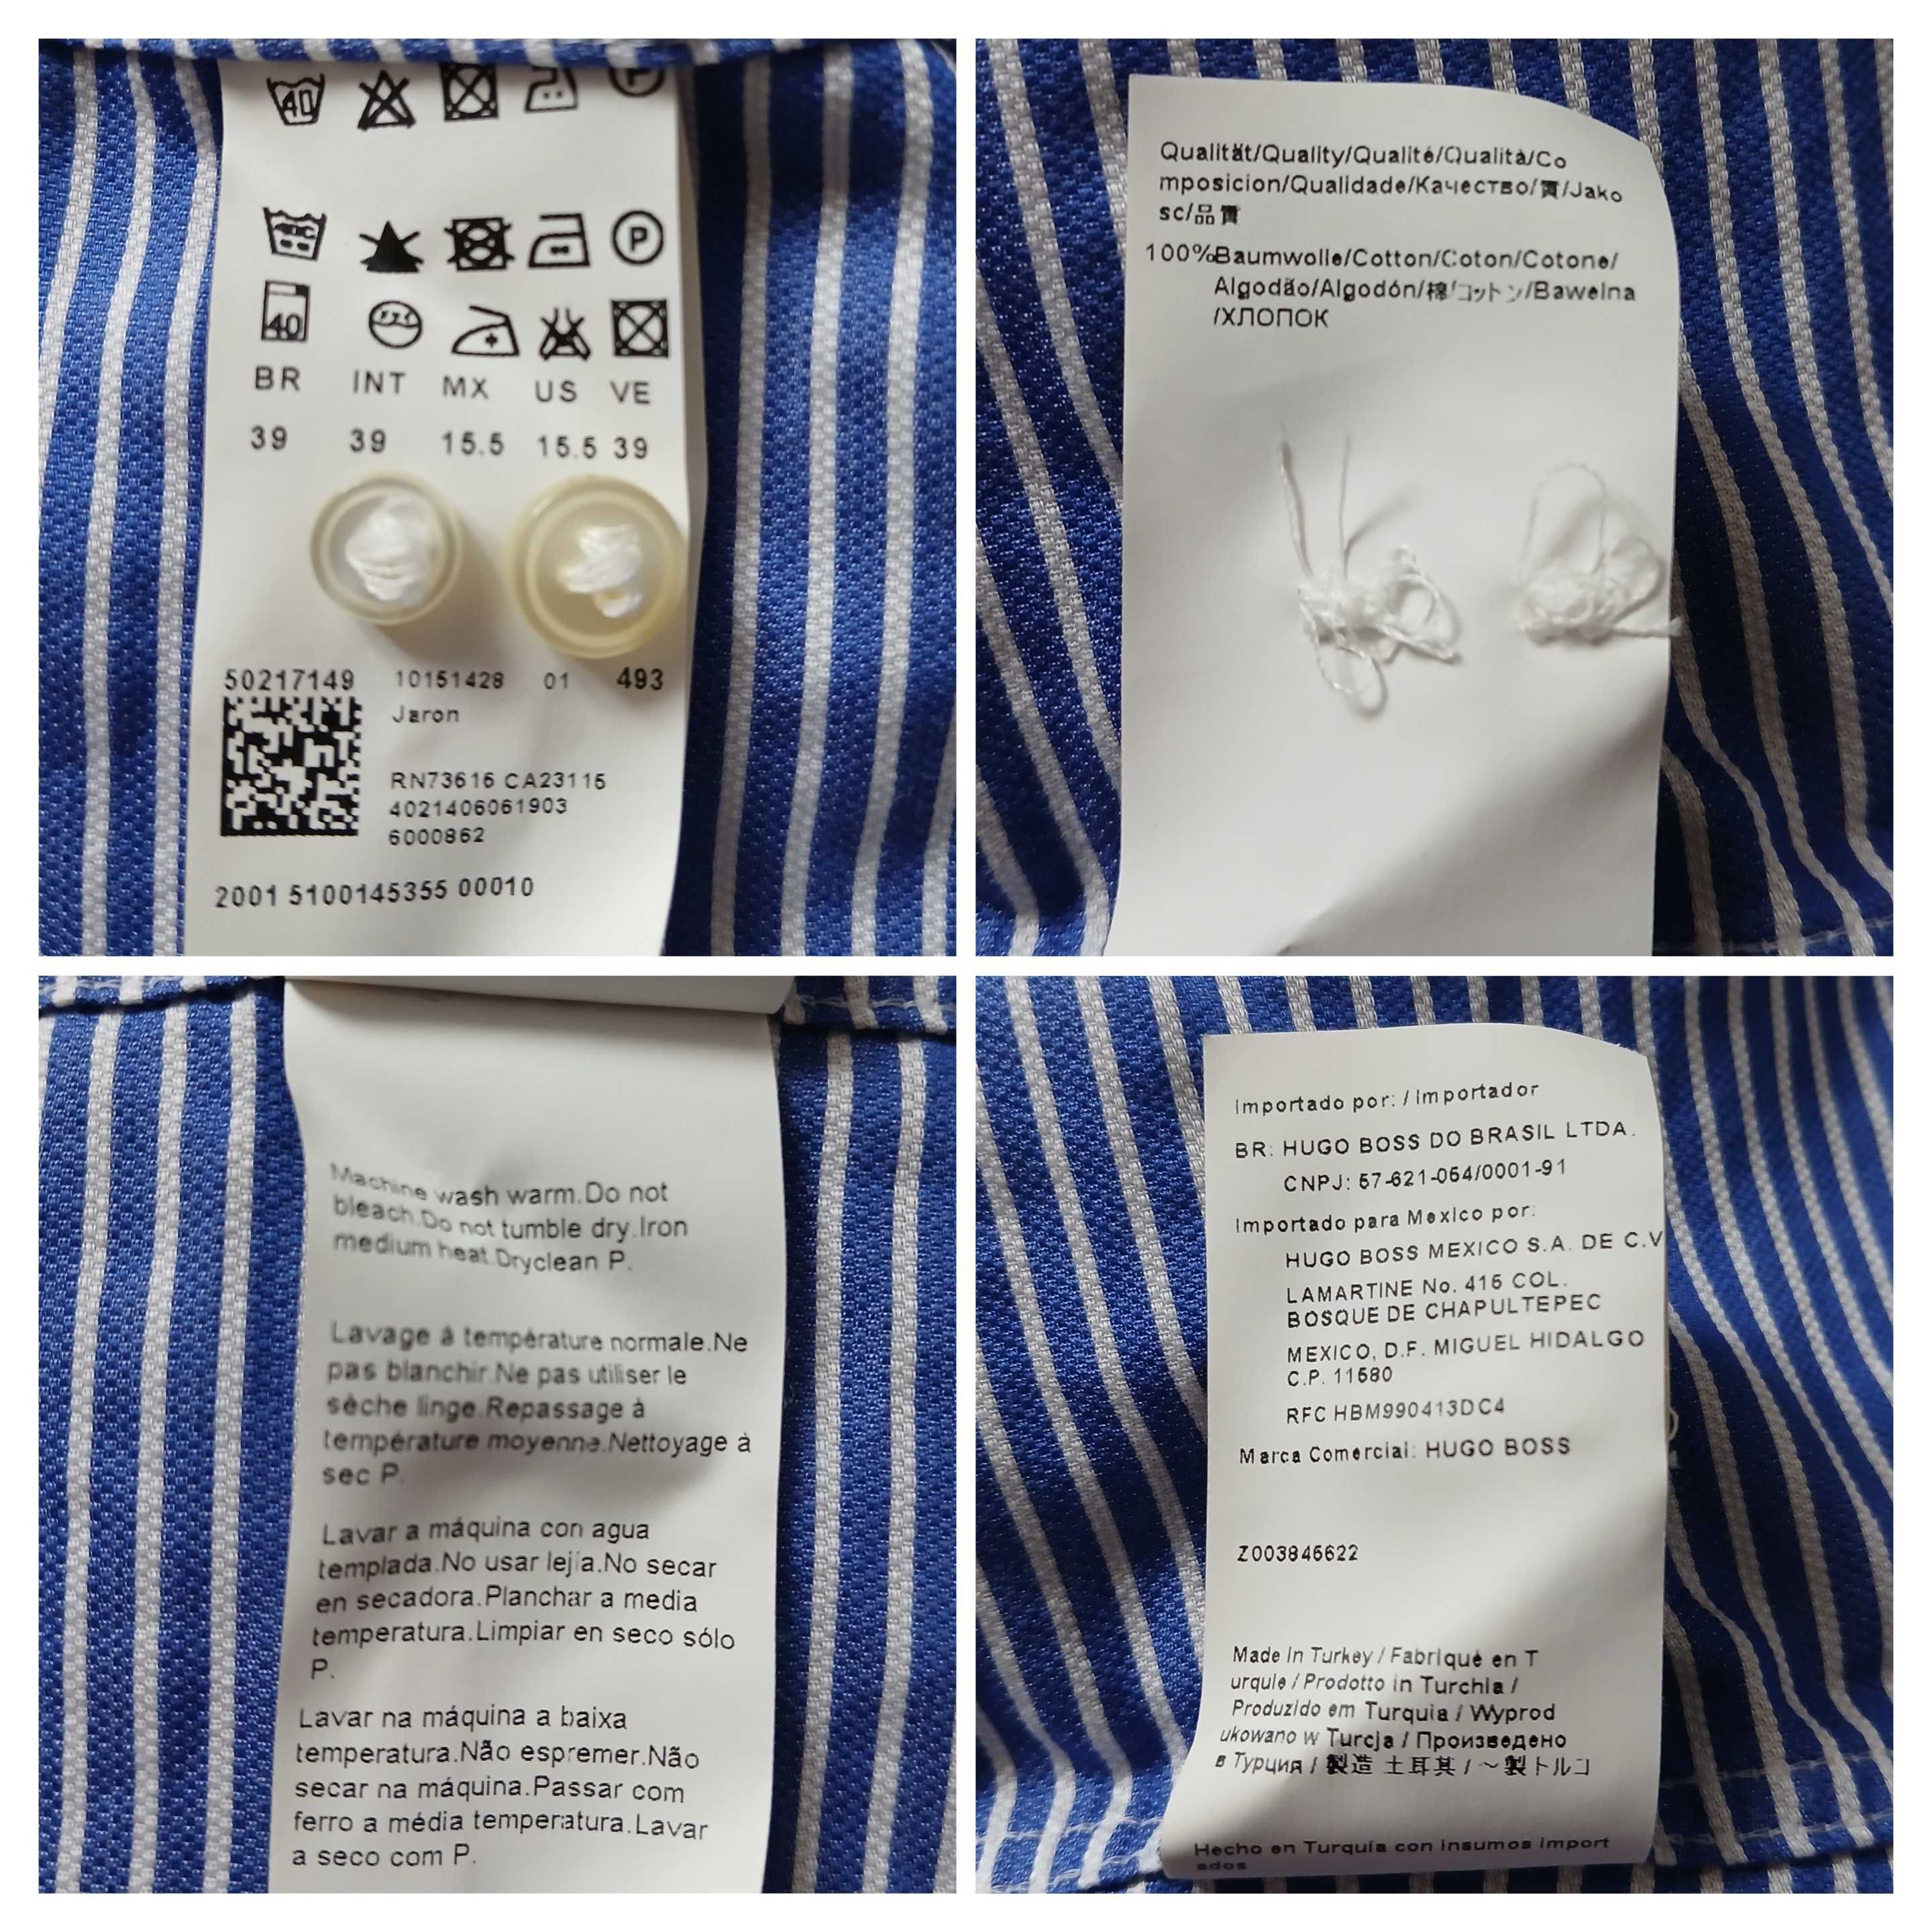 40
P
40C
P
40
BR INT MX US VE
39 39 15.5 15.5 39
50217149 10151428 01 493
Jaron
RN73616 CA23115
4021406061903
6000862
2001 5100145355 00010
Qualität/Quality/Qualité/Qualità/Co
mposicion/Qualidade/Качество/質/Jako
sc/品質
100%Baumwolle/Cotton/Coton/Cotone/
Algodão/Algodón/棉/コットン/Bawelna
/ХЛОПОК
Machine wash warm.Do not
bleach.Do not tumble dry.Iron
medium heat.Dryclean P.
Lavage à température normale.Ne
pas blanchir.Ne pas utiliser le
sèche linge.Repassage à
température moyenne.Nettoyage à
sec P.
Lavar a máquina con agua
templada.No usar lejia.No secar
en secadora.Planchar a media
temperatura.Limpiar en seco sólo
P.
Lavar na máquina a baixa
temperatura.Não espremer.Não
secar na máquina.Passar com
ferro a média temperatura.Lavar
a seco com P.
Importado por: / Importador
BR: HUGO BOSS DO BRASIL LTDA.
CNPJ: 57-621-054/0001-91
Importado para Mexico por:
HUGO BOSS MEXICO S.A. DE C.V
LAMARTINE No. 415 COL.
BOSQUE DE CHAPULTEPEC
MEXICO, D.F. MIGUEL HIDALGO
C.P. 11580
RFC HBM990413DC4
Marca Comercial: HUGO BOSS
Z003845622
Made in Turkey / Fabriqué en T
urquie / Prodotto in Turchia /
Produzido em Turquia / Wyprod
ukowano w Turcja / Произведено
в Турция / 製造 土耳其 / ～製トルコ
Hecho en Turquía con insumos import
ados